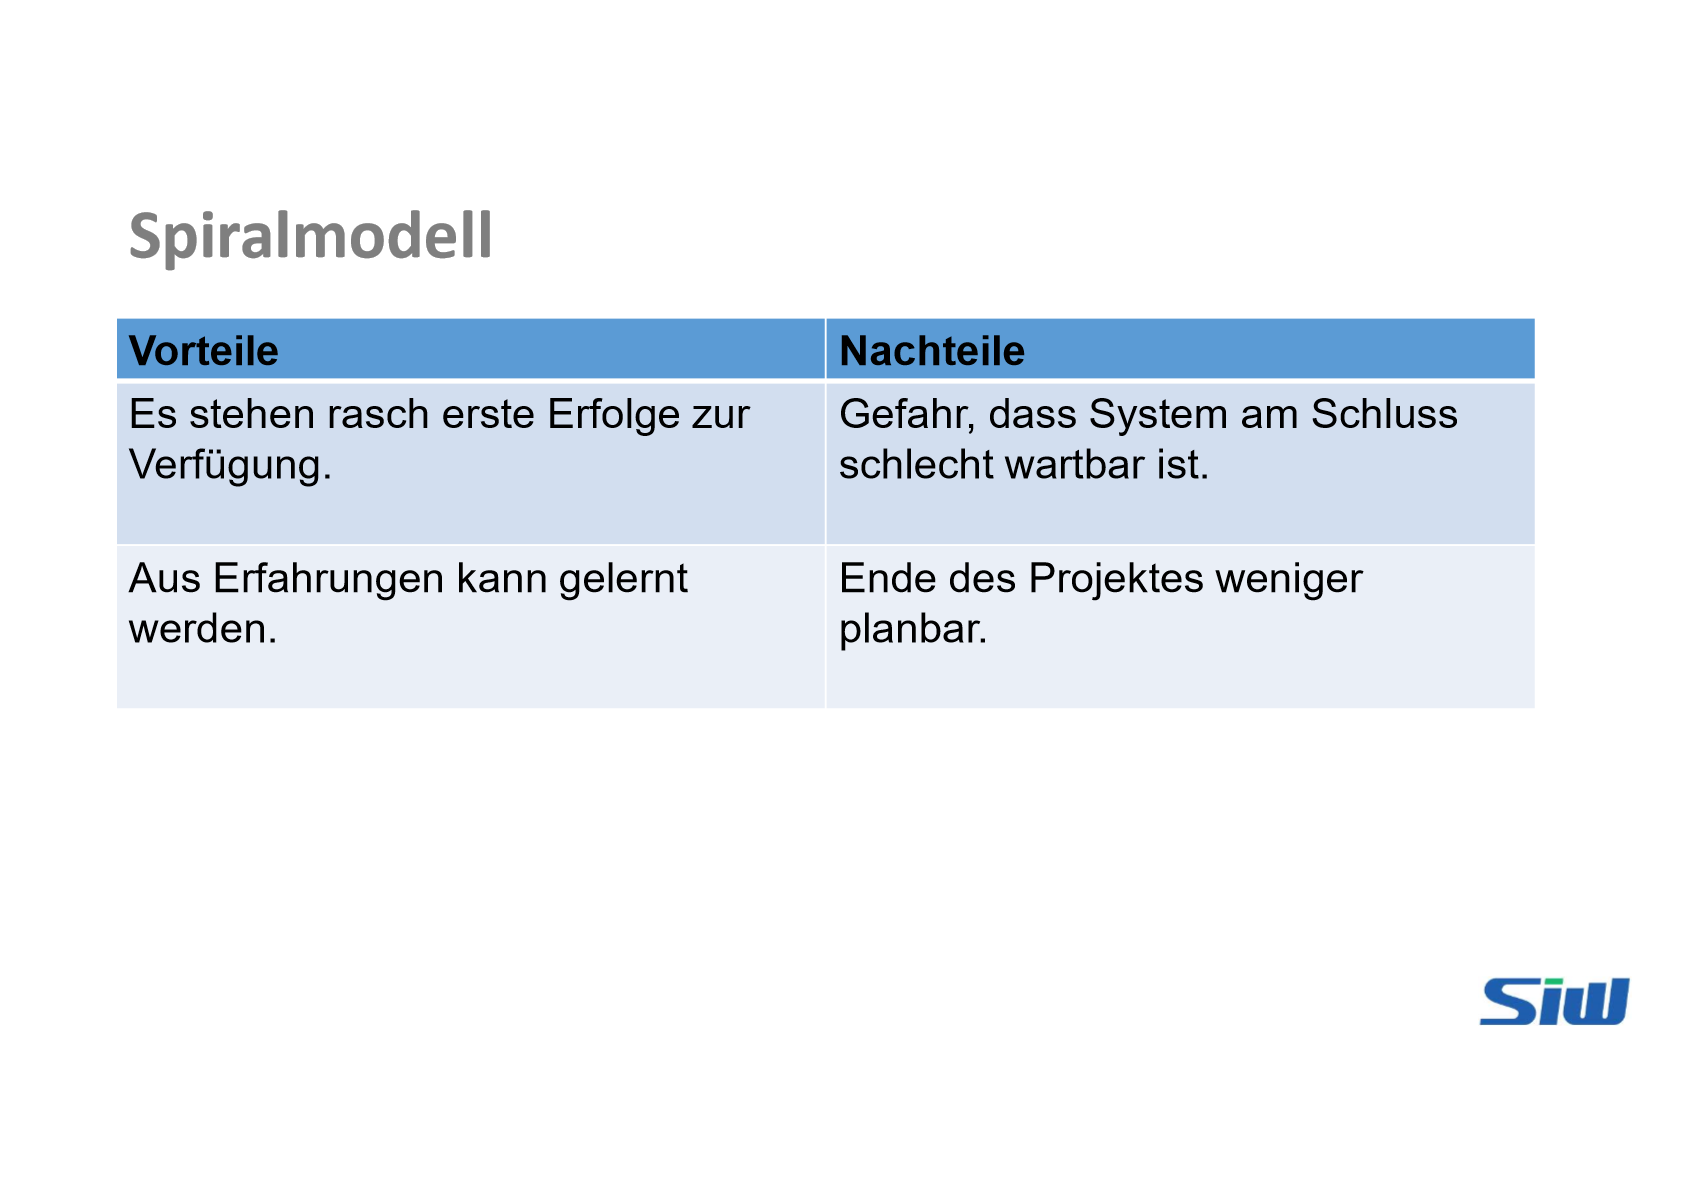 Spiralmodell
Vorteile
Nachteile
Es stehen rasch erste Erfolge zur
Verfügung.
Gefahr, dass System am Schluss
schlecht wartbar ist.
Aus Erfahrungen kann gelernt
werden.
Ende des Projektes weniger
planbar.
Siw